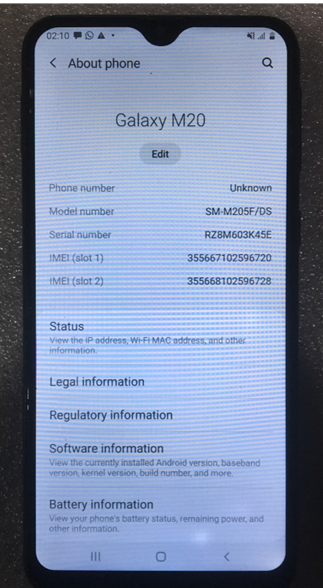 02:10
About phone
Galaxy M20
Edit
Phone number Unknown
Model number SM-M205F/DS
Serial number RZ8M603K45E
IMEI (slot 1) 355667102596720
IMEI (slot 2) 355668102596728
Status
View the IP address, Wi-Fi MAC address, and other
information.
Legal information
Regulatory information
Software information
View the currently installed Android version, baseband
version, kernel version, build number, and more.
Battery information
View your phone's battery status, remaining power, and
other information.